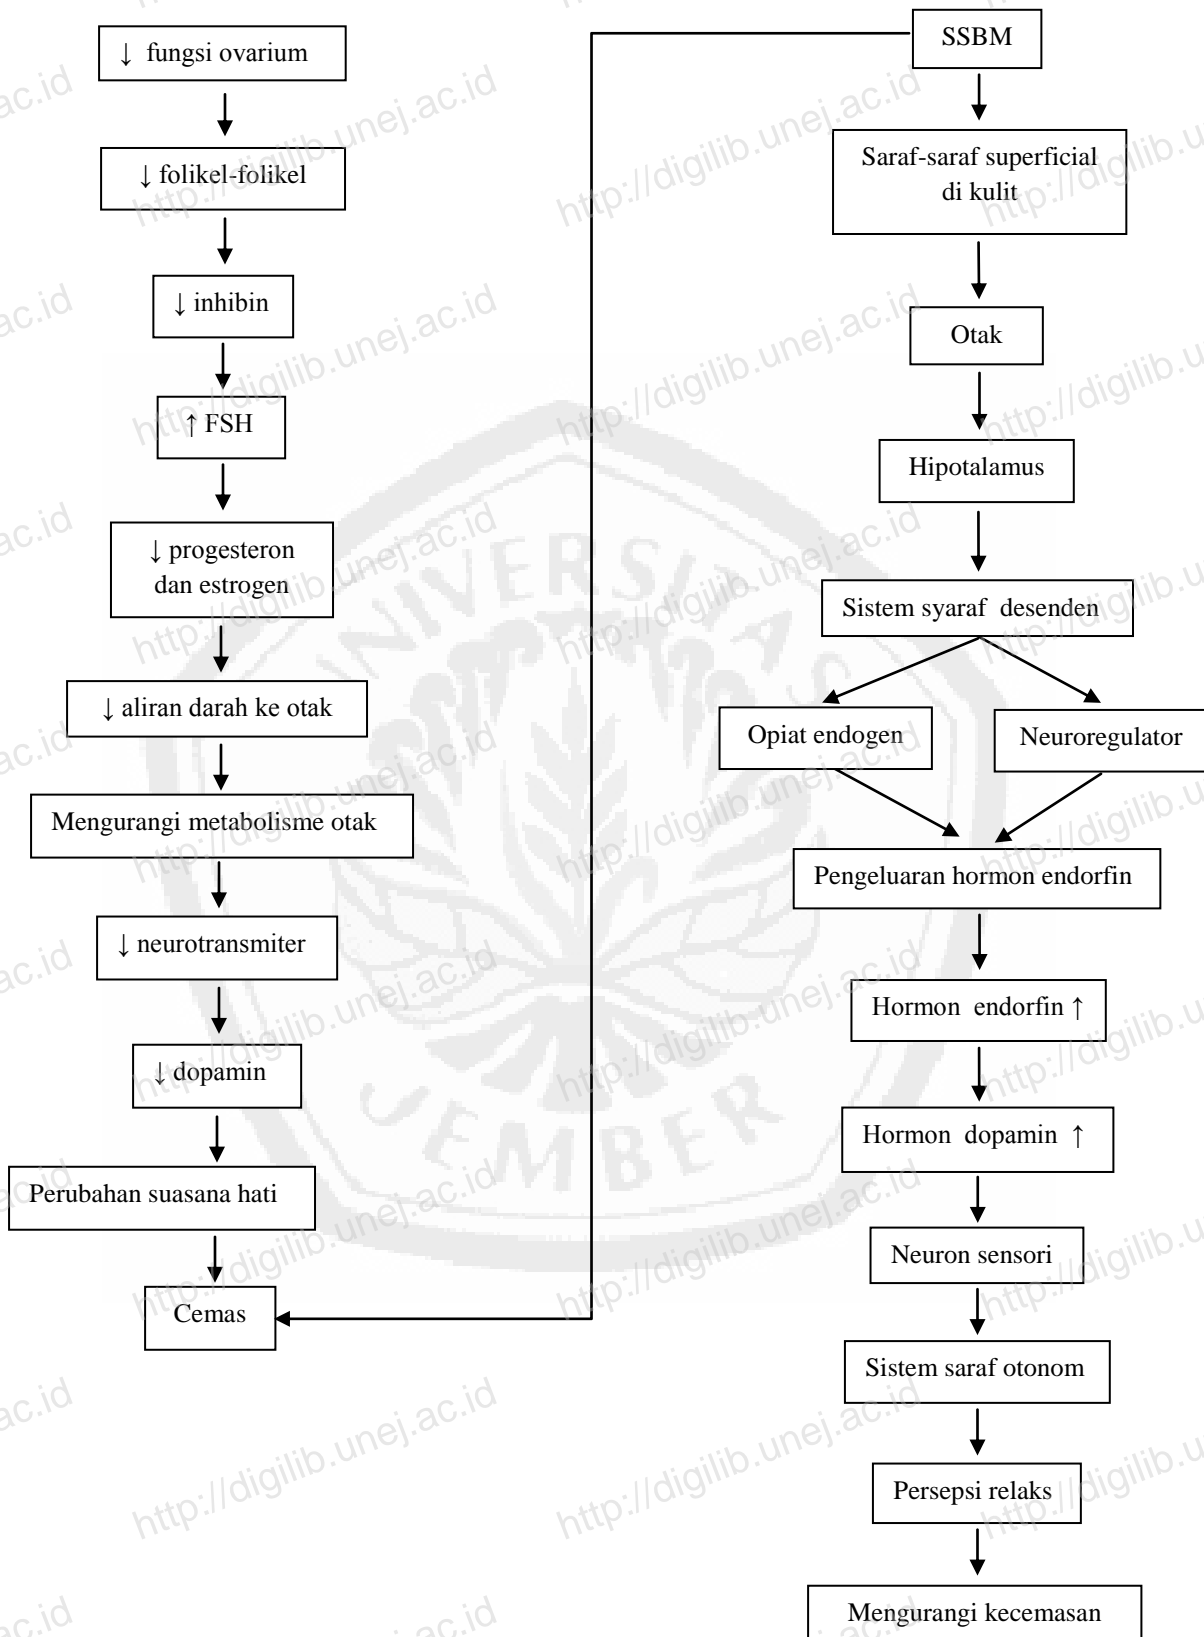 ↓ fungsi ovarium
↓ folikel-folikel
↓ inhibin
↑ FSH
↓ progesteron
dan estrogen
↓ aliran darah ke otak
Mengurangi metabolisme otak
↓ neurotransmiter
↓ dopamin
Perubahan suasana hati
Cemas
SSBM
Saraf-saraf superficial
di kulit
Otak
Hipotalamus
Sistem syaraf desenden
Opiat endogen
Neuroregulator
Pengeluaran hormon endorfin
Hormon endorfin ↑
Hormon dopamin ↑
Neuron sensori
Sistem saraf otonom
Persepsi relaks
Mengurangi kecemasan
UNIVERSITAS
JEMBER
http://digilib.unej.ac.id